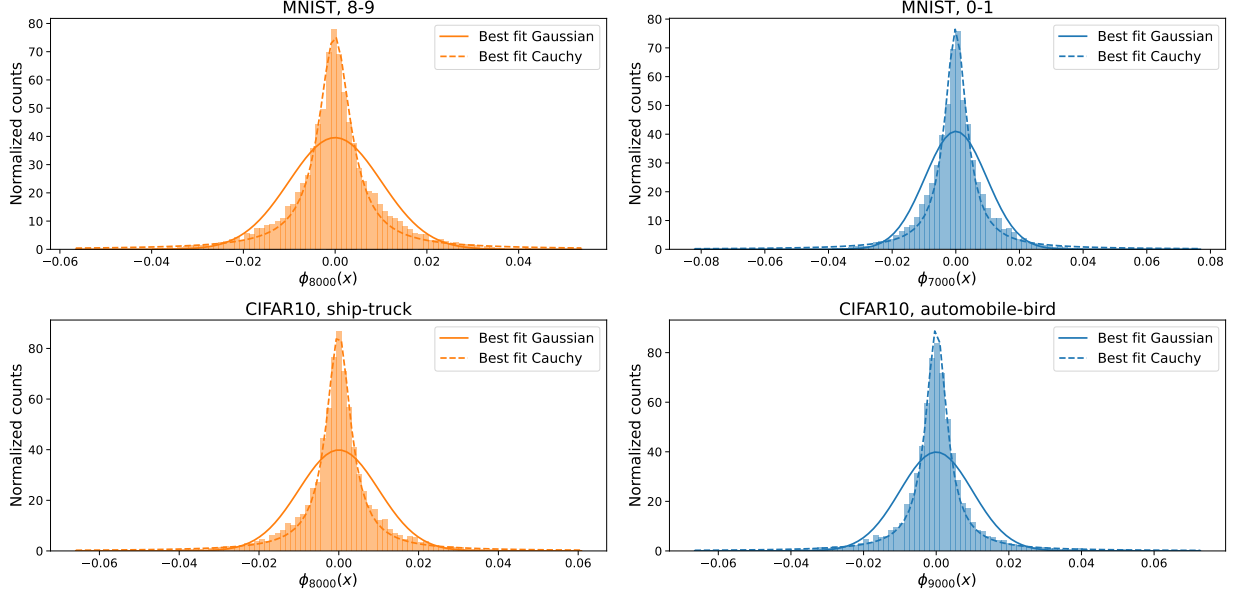 MNIST, 8-9
Normalized counts
80
70
60
50
40
30
20
10
0
−0.06 −0.04 −0.02 0.00 0.02 0.04
ϕ8000(x)
Best fit Gaussian
Best fit Cauchy
MNIST, 0-1
Normalized counts
80
70
60
50
40
30
20
10
0
−0.08 −0.06 −0.04 −0.02 0.00 0.02 0.04 0.06 0.08
ϕ7000(x)
Best fit Gaussian
Best fit Cauchy
CIFAR10, ship-truck
Normalized counts
80
60
40
20
0
−0.06 −0.04 −0.02 0.00 0.02 0.04 0.06
ϕ8000(x)
Best fit Gaussian
Best fit Cauchy
CIFAR10, automobile-bird
Normalized counts
80
60
40
20
0
−0.06 −0.04 −0.02 0.00 0.02 0.04 0.06
ϕ9000(x)
Best fit Gaussian
Best fit Cauchy